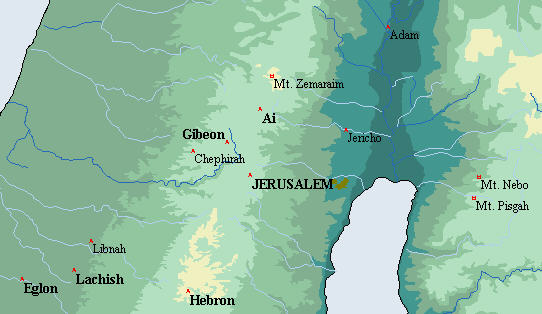 Adam
Mt. Zemaraim
Ai
Gibeon
Jericho
Chephirah
JERUSALEM
Mt. Nebo
Mt. Pisgah
Libnah
Lachish
Eglon
Hebron